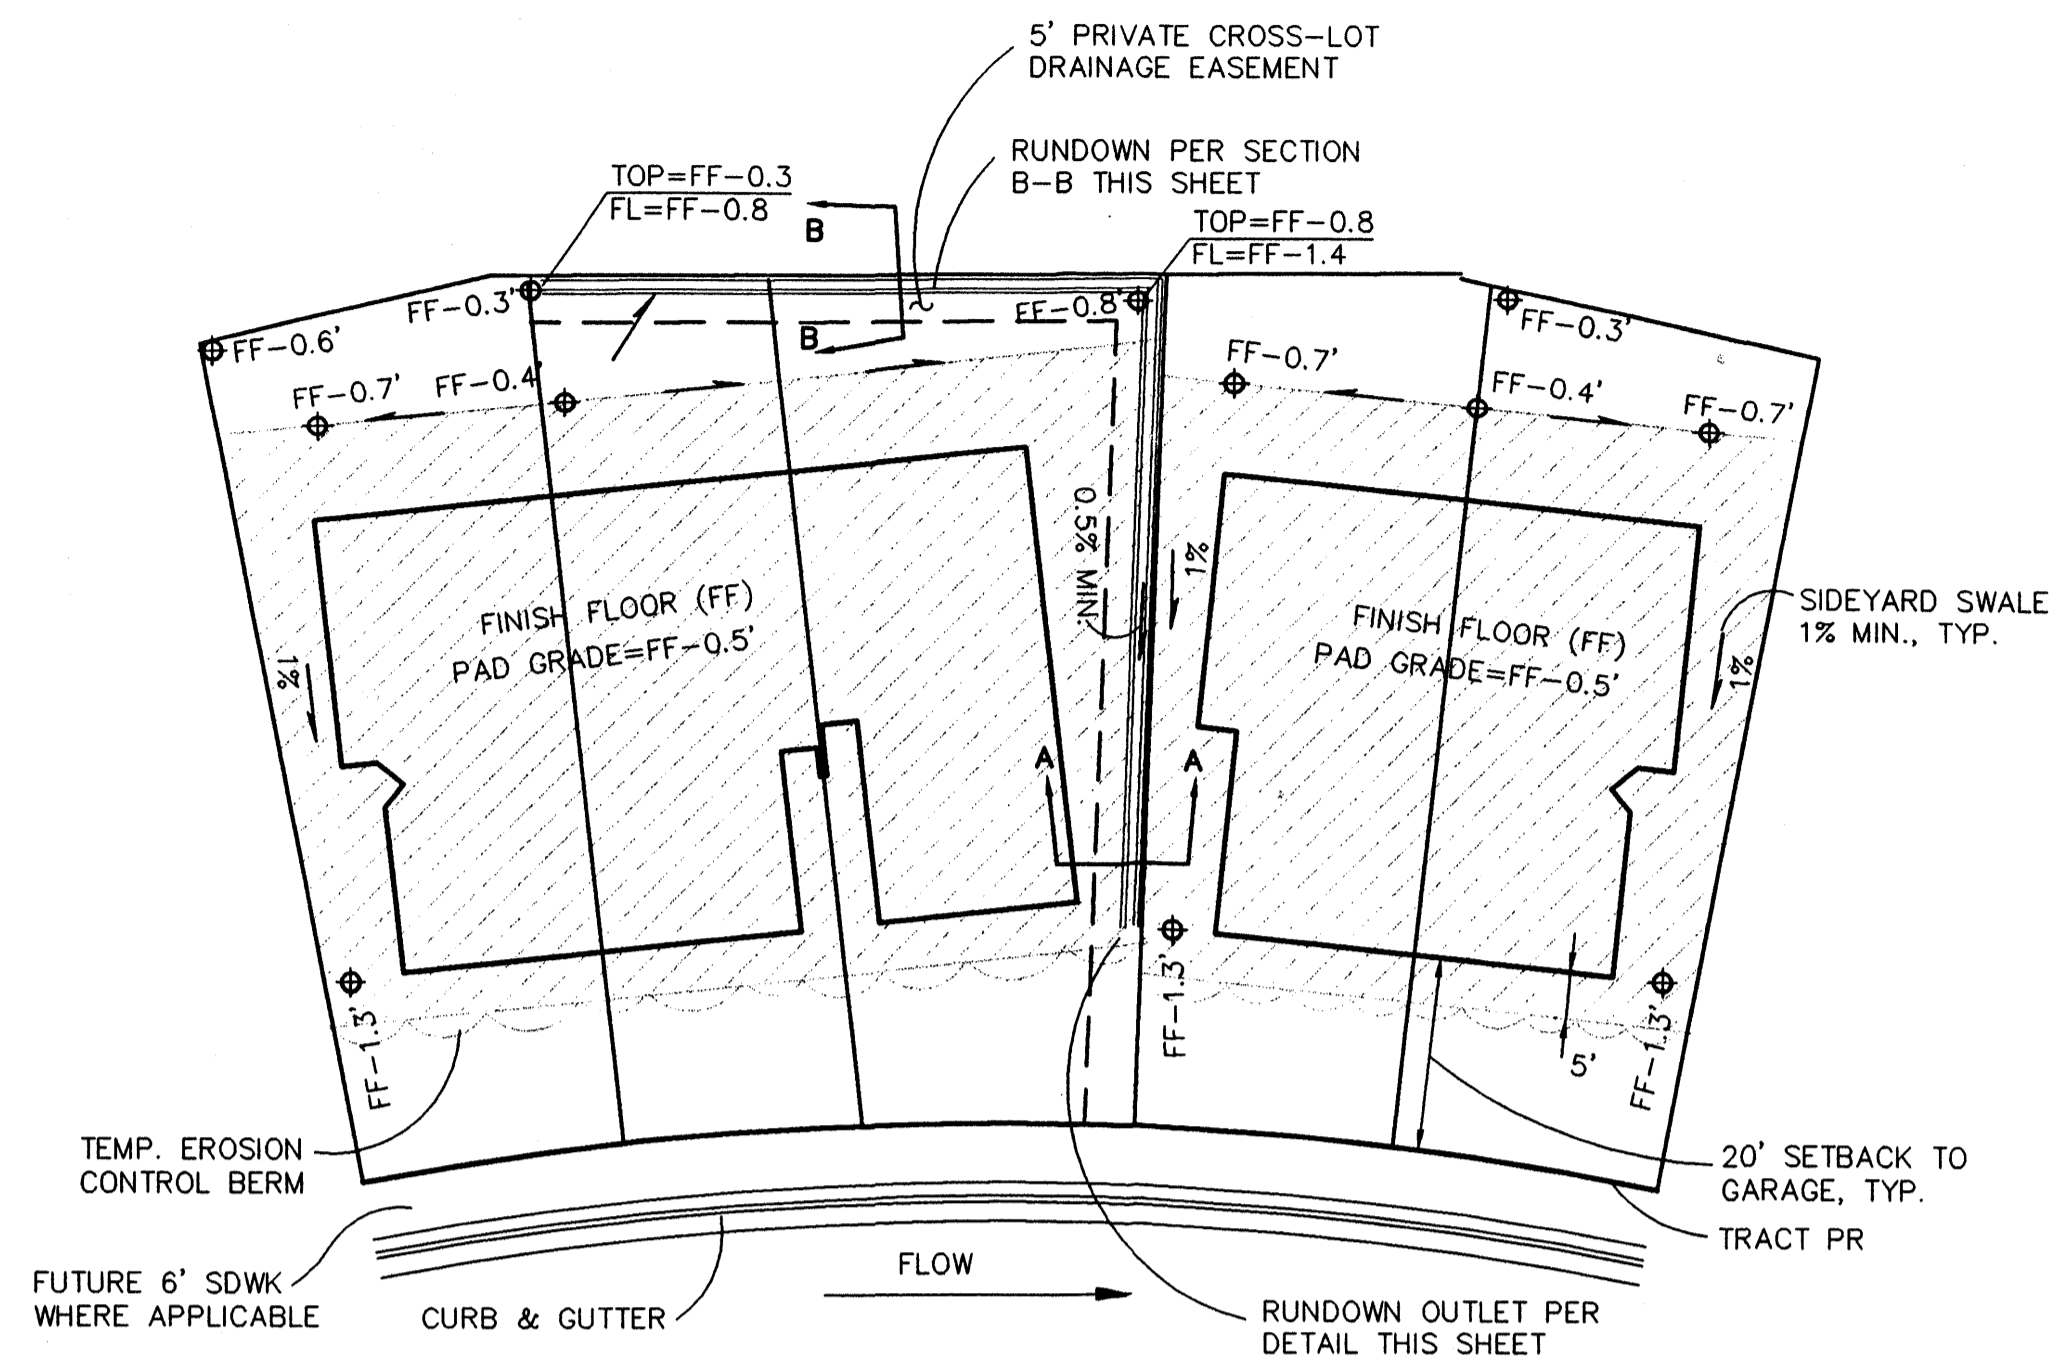 5' PRIVATE CROSS-LOT
DRAINAGE EASEMENT
RUNDOWN PER SECTION
B-B THIS SHEET
TOP=FF-0.3
FL=FF-0.8
B
TOP=FF-0.8
FL=FF-1.4
FF-0.3'
FF-0.8'
FF-0.3'
FF-0.6'
B
FF-0.7'
FF-0.4'
FF-0.7'
FF-0.4'
FF-0.7'
0.5% MIN.
1%
FINISH FLOOR (FF)
PAD GRADE=FF-0.5'
FINISH FLOOR (FF)
PAD GRADE=FF-0.5'
SIDEYARD SWALE
1% MIN., TYP.
1%
1%
A
A
FF-1.3'
FF-1.3'
FF-1.3'
5'
TEMP. EROSION
CONTROL BERM
20' SETBACK TO
GARAGE, TYP.
TRACT PR
FLOW
FUTURE 6' SDWK
WHERE APPLICABLE
CURB & GUTTER
RUNDOWN OUTLET PER
DETAIL THIS SHEET